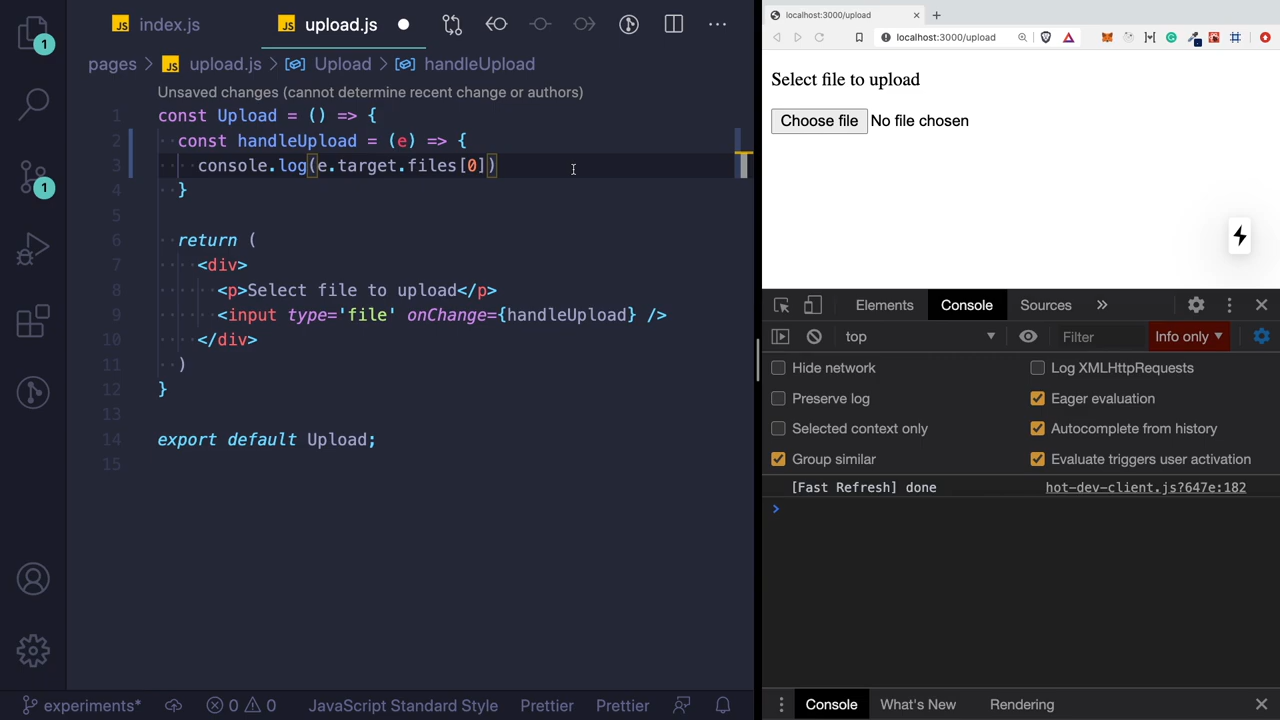 JS index.js
JS upload.js
pages > JS upload.js > Upload > handleUpload
Unsaved changes (cannot determine recent change or authors)
1 const Upload = () => {
2 const handleUpload = (e) => {
3 console.log(e.target.files[0])
4 }
5
6 return (
7 <div>
8 <p>Select file to upload</p>
9 <input type='file' onChange={handleUpload} />
10 </div>
11 )
12 }
13
14 export default Upload;
15
1
1
experiments*
0 0
JavaScript Standard Style
Prettier
Prettier
localhost:3000/upload
localhost:3000/upload
Select file to upload
Choose file No file chosen
Elements Console Sources »
top Filter Info only
Hide network Log XMLHttpRequests
Preserve log Eager evaluation
Selected context only Autocomplete from history
Group similar Evaluate triggers user activation
[Fast Refresh] done hot-dev-client.js?647e:182
>
Console What's New Rendering